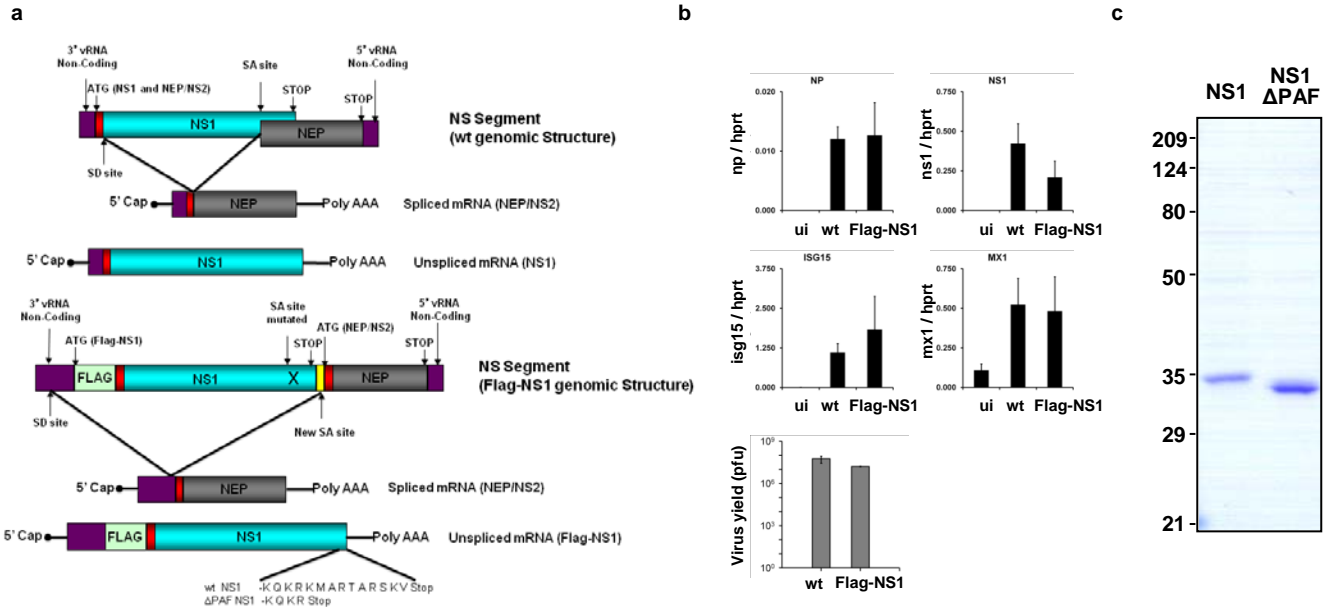 a
3' vRNA
Non-Coding
5' vRNA
Non-Coding
SA site
ATG (NS1 and NEP/NS2)
STOP
STOP
NS1
NEP
NS Segment
(wt genomic Structure)
SD site
5' Cap
NEP
Poly AAA
Spliced mRNA (NEP/NS2)
5' Cap
NS1
Poly AAA
Unspliced mRNA (NS1)
3' vRNA
Non-Coding
SA site
mutated
5' vRNA
Non-Coding
ATG (Flag-NS1)
ATG (NEP/NS2)
STOP
STOP
FLAG
NS1
X
NEP
NS Segment
(Flag-NS1 genomic Structure)
SD site
New SA site
5' Cap
NEP
Poly AAA
Spliced mRNA (NEP/NS2)
5' Cap
FLAG
NS1
Poly AAA
Unspliced mRNA (Flag-NS1)
wt NS1 -KQKRKMARTARSKVStop
ΔPAF NS1 -KQKR Stop
b
NP
np / hprt
0.020
0.010
0.000
ui wt Flag-NS1
NS1
ns1 / hprt
0.750
0.500
0.250
0.000
ui wt Flag-NS1
ISG15
isg15 / hprt
3.750
2.500
1.250
0.000
ui wt Flag-NS1
MX1
mx1 / hprt
0.750
0.500
0.250
0.000
ui wt Flag-NS1
Virus yield (pfu)
10⁹
10⁶
10³
10⁰
wt Flag-NS1
c
NS1
NS1
ΔPAF
209
124
80
50
35
29
21